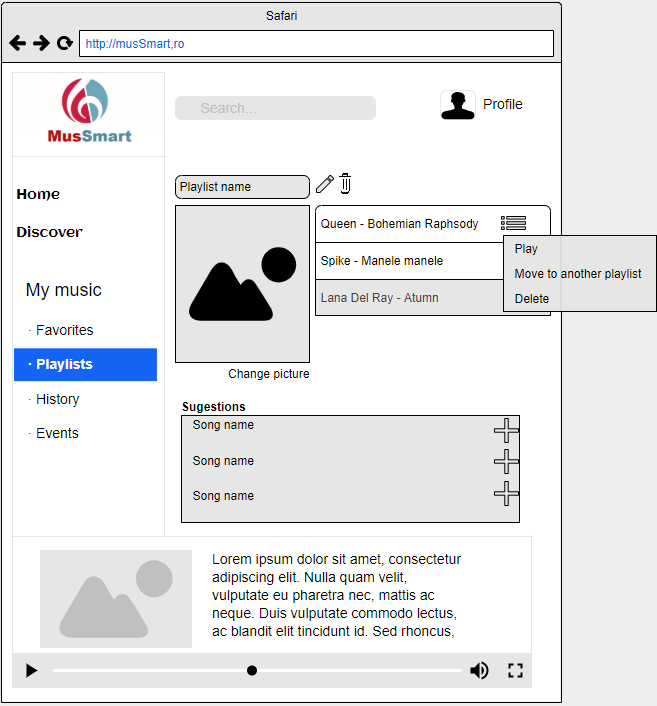 Safari
http://musSmart,ro
MusSmart
Search...
Profile
Home
Discover
My music
· Favorites
· Playlists
· History
· Events
Playlist name
Queen - Bohemian Raphsody
Spike - Manele manele
Lana Del Ray - Atumn
Play
Move to another playlist
Delete
Change picture
Sugestions
Song name
Song name
Song name
Lorem ipsum dolor sit amet, consectetur
adipiscing elit. Nulla quam velit,
vulputate eu pharetra nec, mattis ac
neque. Duis vulputate commodo lectus,
ac blandit elit tincidunt id. Sed rhoncus,